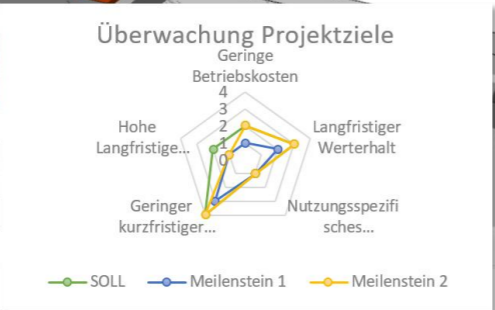 Überwachung Projektziele
Geringe
Betriebskosten
4
3
2
1
0
Langfristiger
Werterhalt
Nutzungsspezifi
sches...
Geringer
kurzfristiger...
Hohe
Langfristige...
SOLL
Meilenstein 1
Meilenstein 2